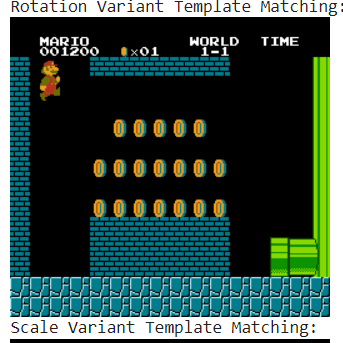 Rotation Variant Template Matching:
MARIO WORLD TIME
001200 ×01 1-1
Scale Variant Template Matching: